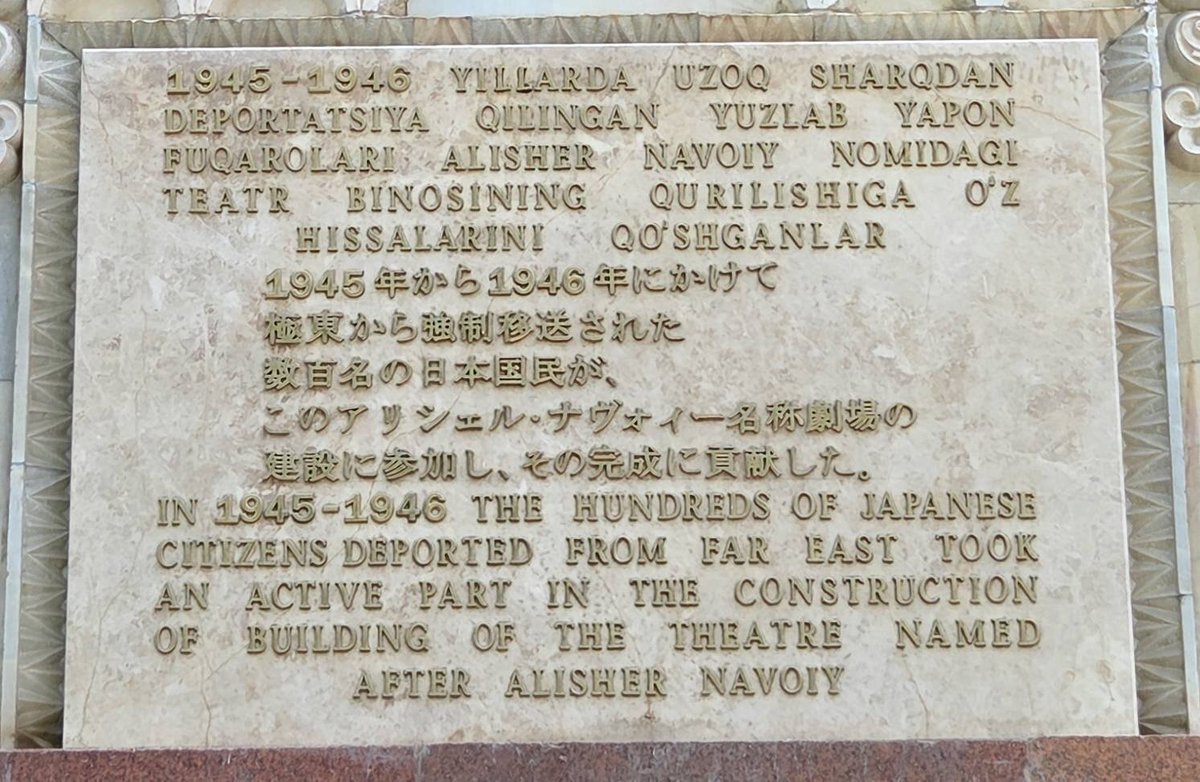 1945-1946 YILLARDA UZOQ SHARQDAN
DEPORTATSIYA QILINGAN YUZLAB YAPON
FUQAROLARI ALISHER NAVOIY NOMIDAGI
TEATR BINOSINING QURILISHIGA O‘Z
HISSALARINI QO‘SHGANLAR
1945年から1946年にかけて
極東から強制移送された
数百名の日本国民が、
このアリシェル・ナヴォィー名称劇場の
建設に参加し、その完成に貢献した。
IN 1945-1946 THE HUNDREDS OF JAPANESE
CITIZENS DEPORTED FROM FAR EAST TOOK
AN ACTIVE PART IN THE CONSTRUCTION
OF BUILDING OF THE THEATRE NAMED
AFTER ALISHER NAVOIY